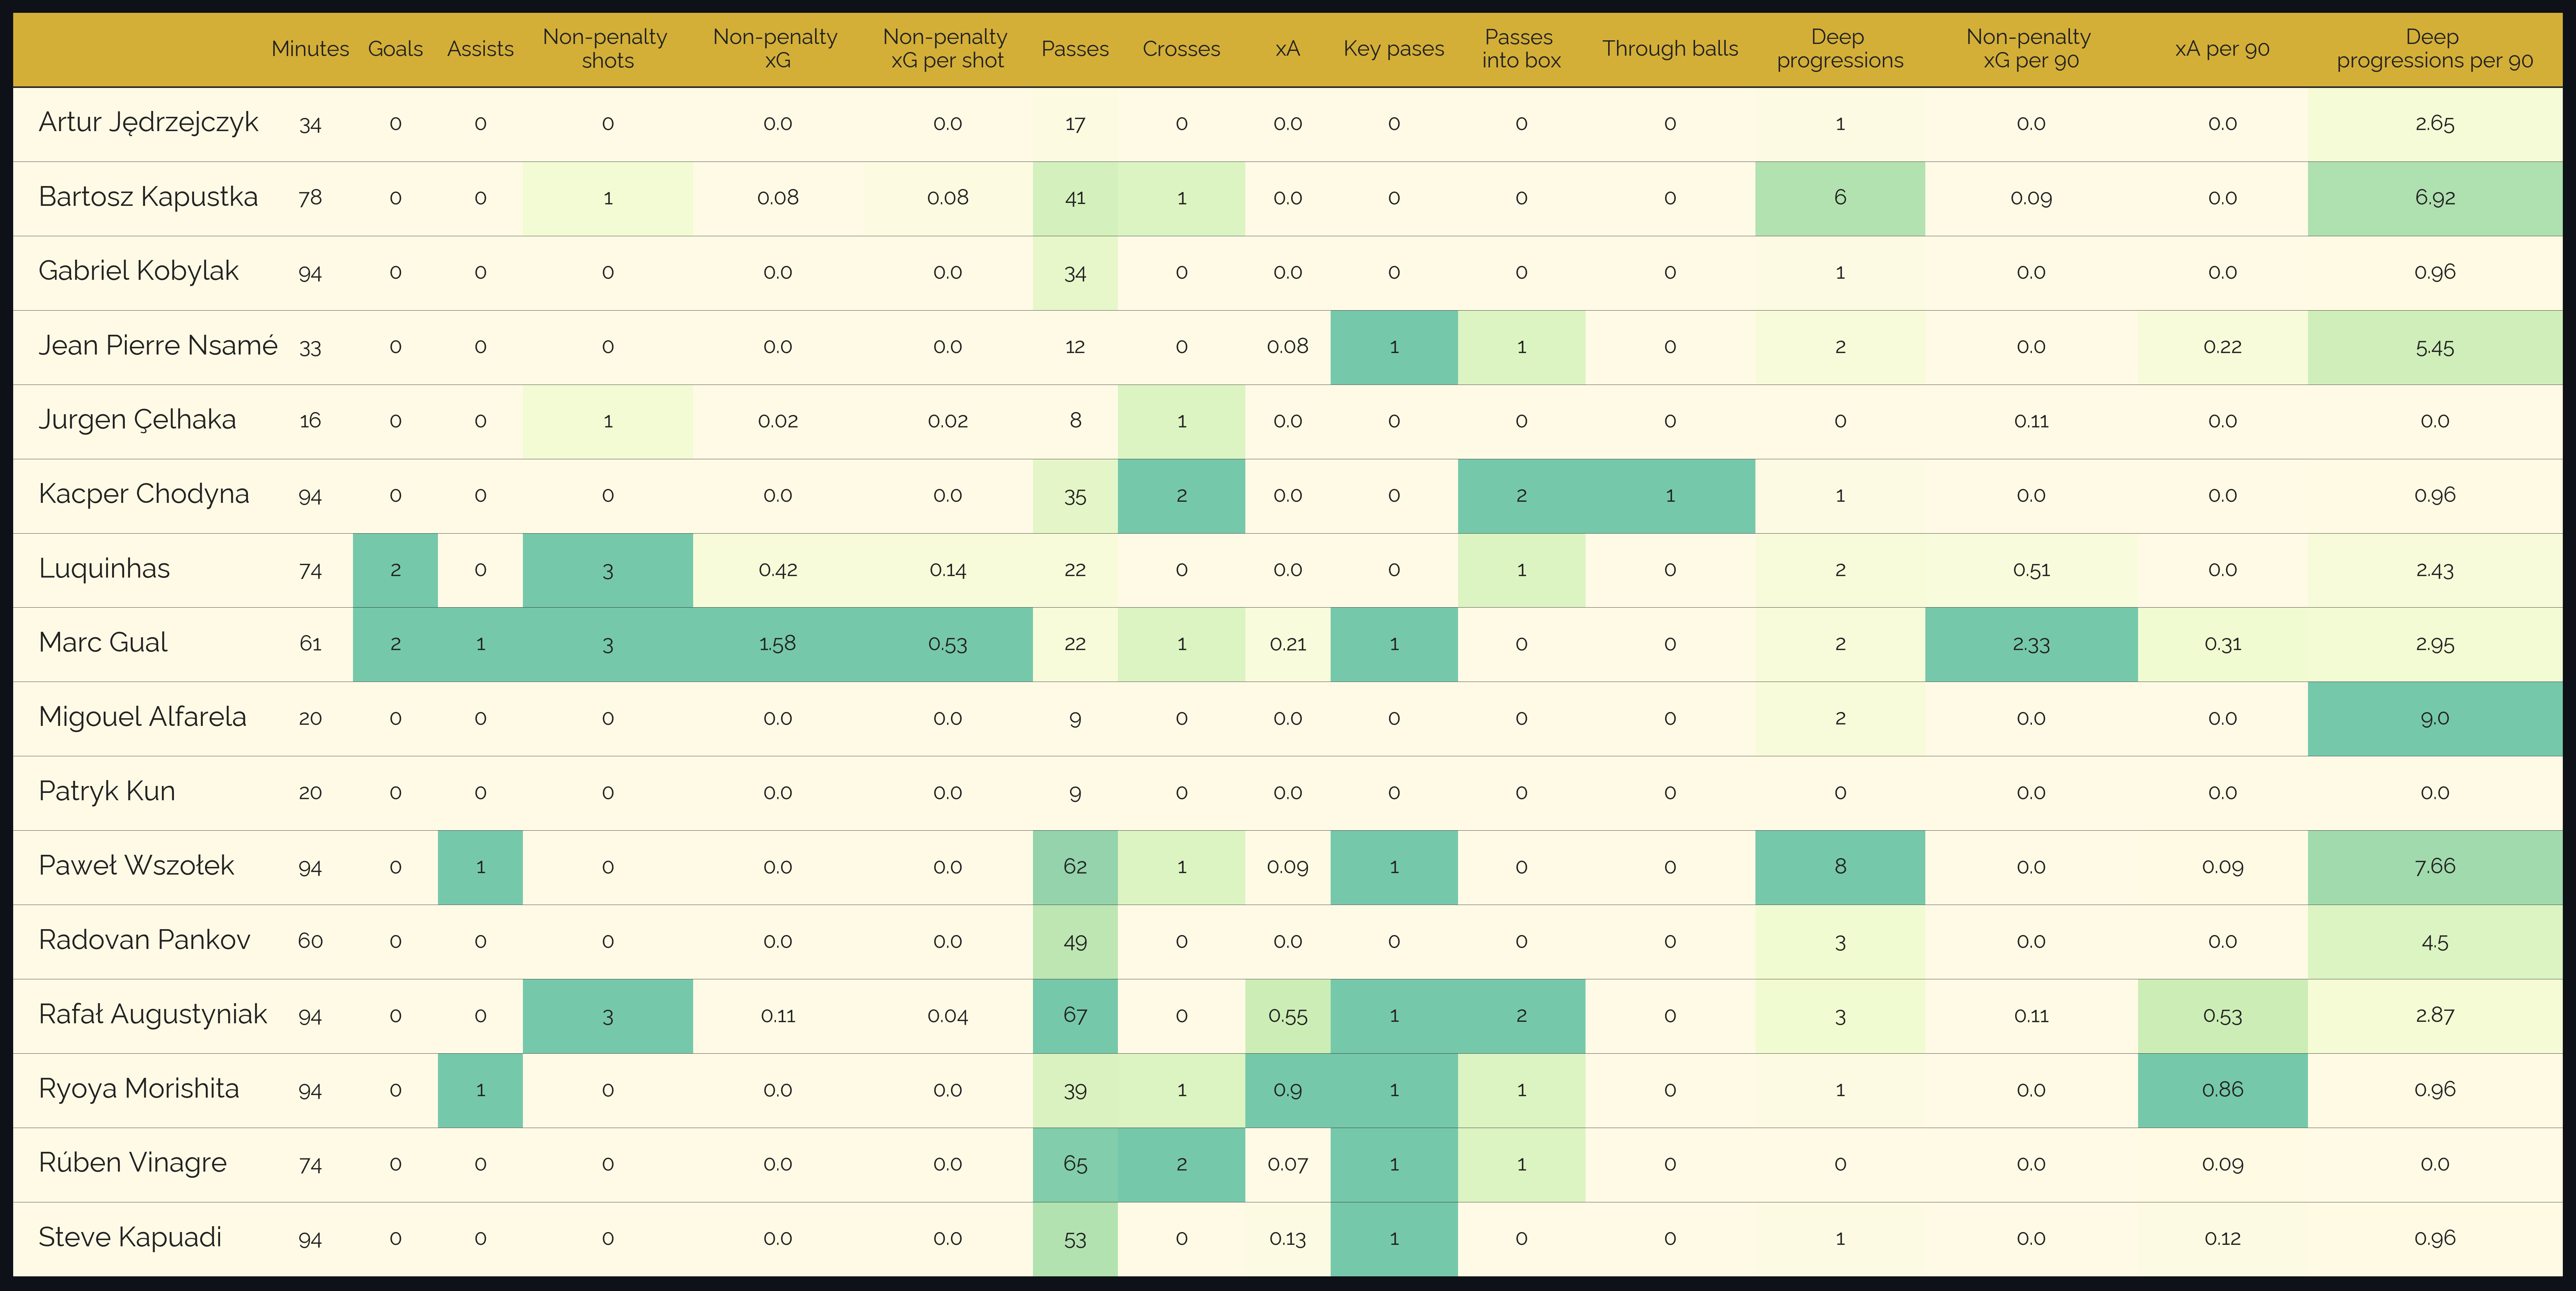 Minutes Goals Assists Non-penalty shots Non-penalty xG Non-penalty xG per shot Passes Crosses xA Key pases Passes into box Through balls Deep progressions Non-penalty xG per 90 xA per 90 Deep progressions per 90
Artur Jędrzejczyk 34 0 0 0 0.0 0.0 17 0 0.0 0 0 0 1 0.0 0.0 2.65
Bartosz Kapustka 78 0 0 1 0.08 0.08 41 1 0.0 0 0 0 6 0.09 0.0 6.92
Gabriel Kobylak 94 0 0 0 0.0 0.0 34 0 0.0 0 0 0 1 0.0 0.0 0.96
Jean Pierre Nsamé 33 0 0 0 0.0 0.0 12 0 0.08 1 1 0 2 0.0 0.22 5.45
Jurgen Çelhaka 16 0 0 1 0.02 0.02 8 1 0.0 0 0 0 0 0.11 0.0 0.0
Kacper Chodyna 94 0 0 0 0.0 0.0 35 2 0.0 0 2 1 1 0.0 0.0 0.96
Luquinhas 74 2 0 3 0.42 0.14 22 0 0.0 0 1 0 2 0.51 0.0 2.43
Marc Gual 61 2 1 3 1.58 0.53 22 1 0.21 1 0 0 2 2.33 0.31 2.95
Migouel Alfarela 20 0 0 0 0.0 0.0 9 0 0.0 0 0 0 2 0.0 0.0 9.0
Patryk Kun 20 0 0 0 0.0 0.0 9 0 0.0 0 0 0 0 0.0 0.0 0.0
Paweł Wszołek 94 0 1 0 0.0 0.0 62 1 0.09 1 0 0 8 0.0 0.09 7.66
Radovan Pankov 60 0 0 0 0.0 0.0 49 0 0.0 0 0 0 3 0.0 0.0 4.5
Rafał Augustyniak 94 0 0 3 0.11 0.04 67 0 0.55 1 2 0 3 0.11 0.53 2.87
Ryoya Morishita 94 0 1 0 0.0 0.0 39 1 0.9 1 1 0 1 0.0 0.86 0.96
Rúben Vinagre 74 0 0 0 0.0 0.0 65 2 0.07 1 1 0 0 0.0 0.09 0.0
Steve Kapuadi 94 0 0 0 0.0 0.0 53 0 0.13 1 0 0 1 0.0 0.12 0.96